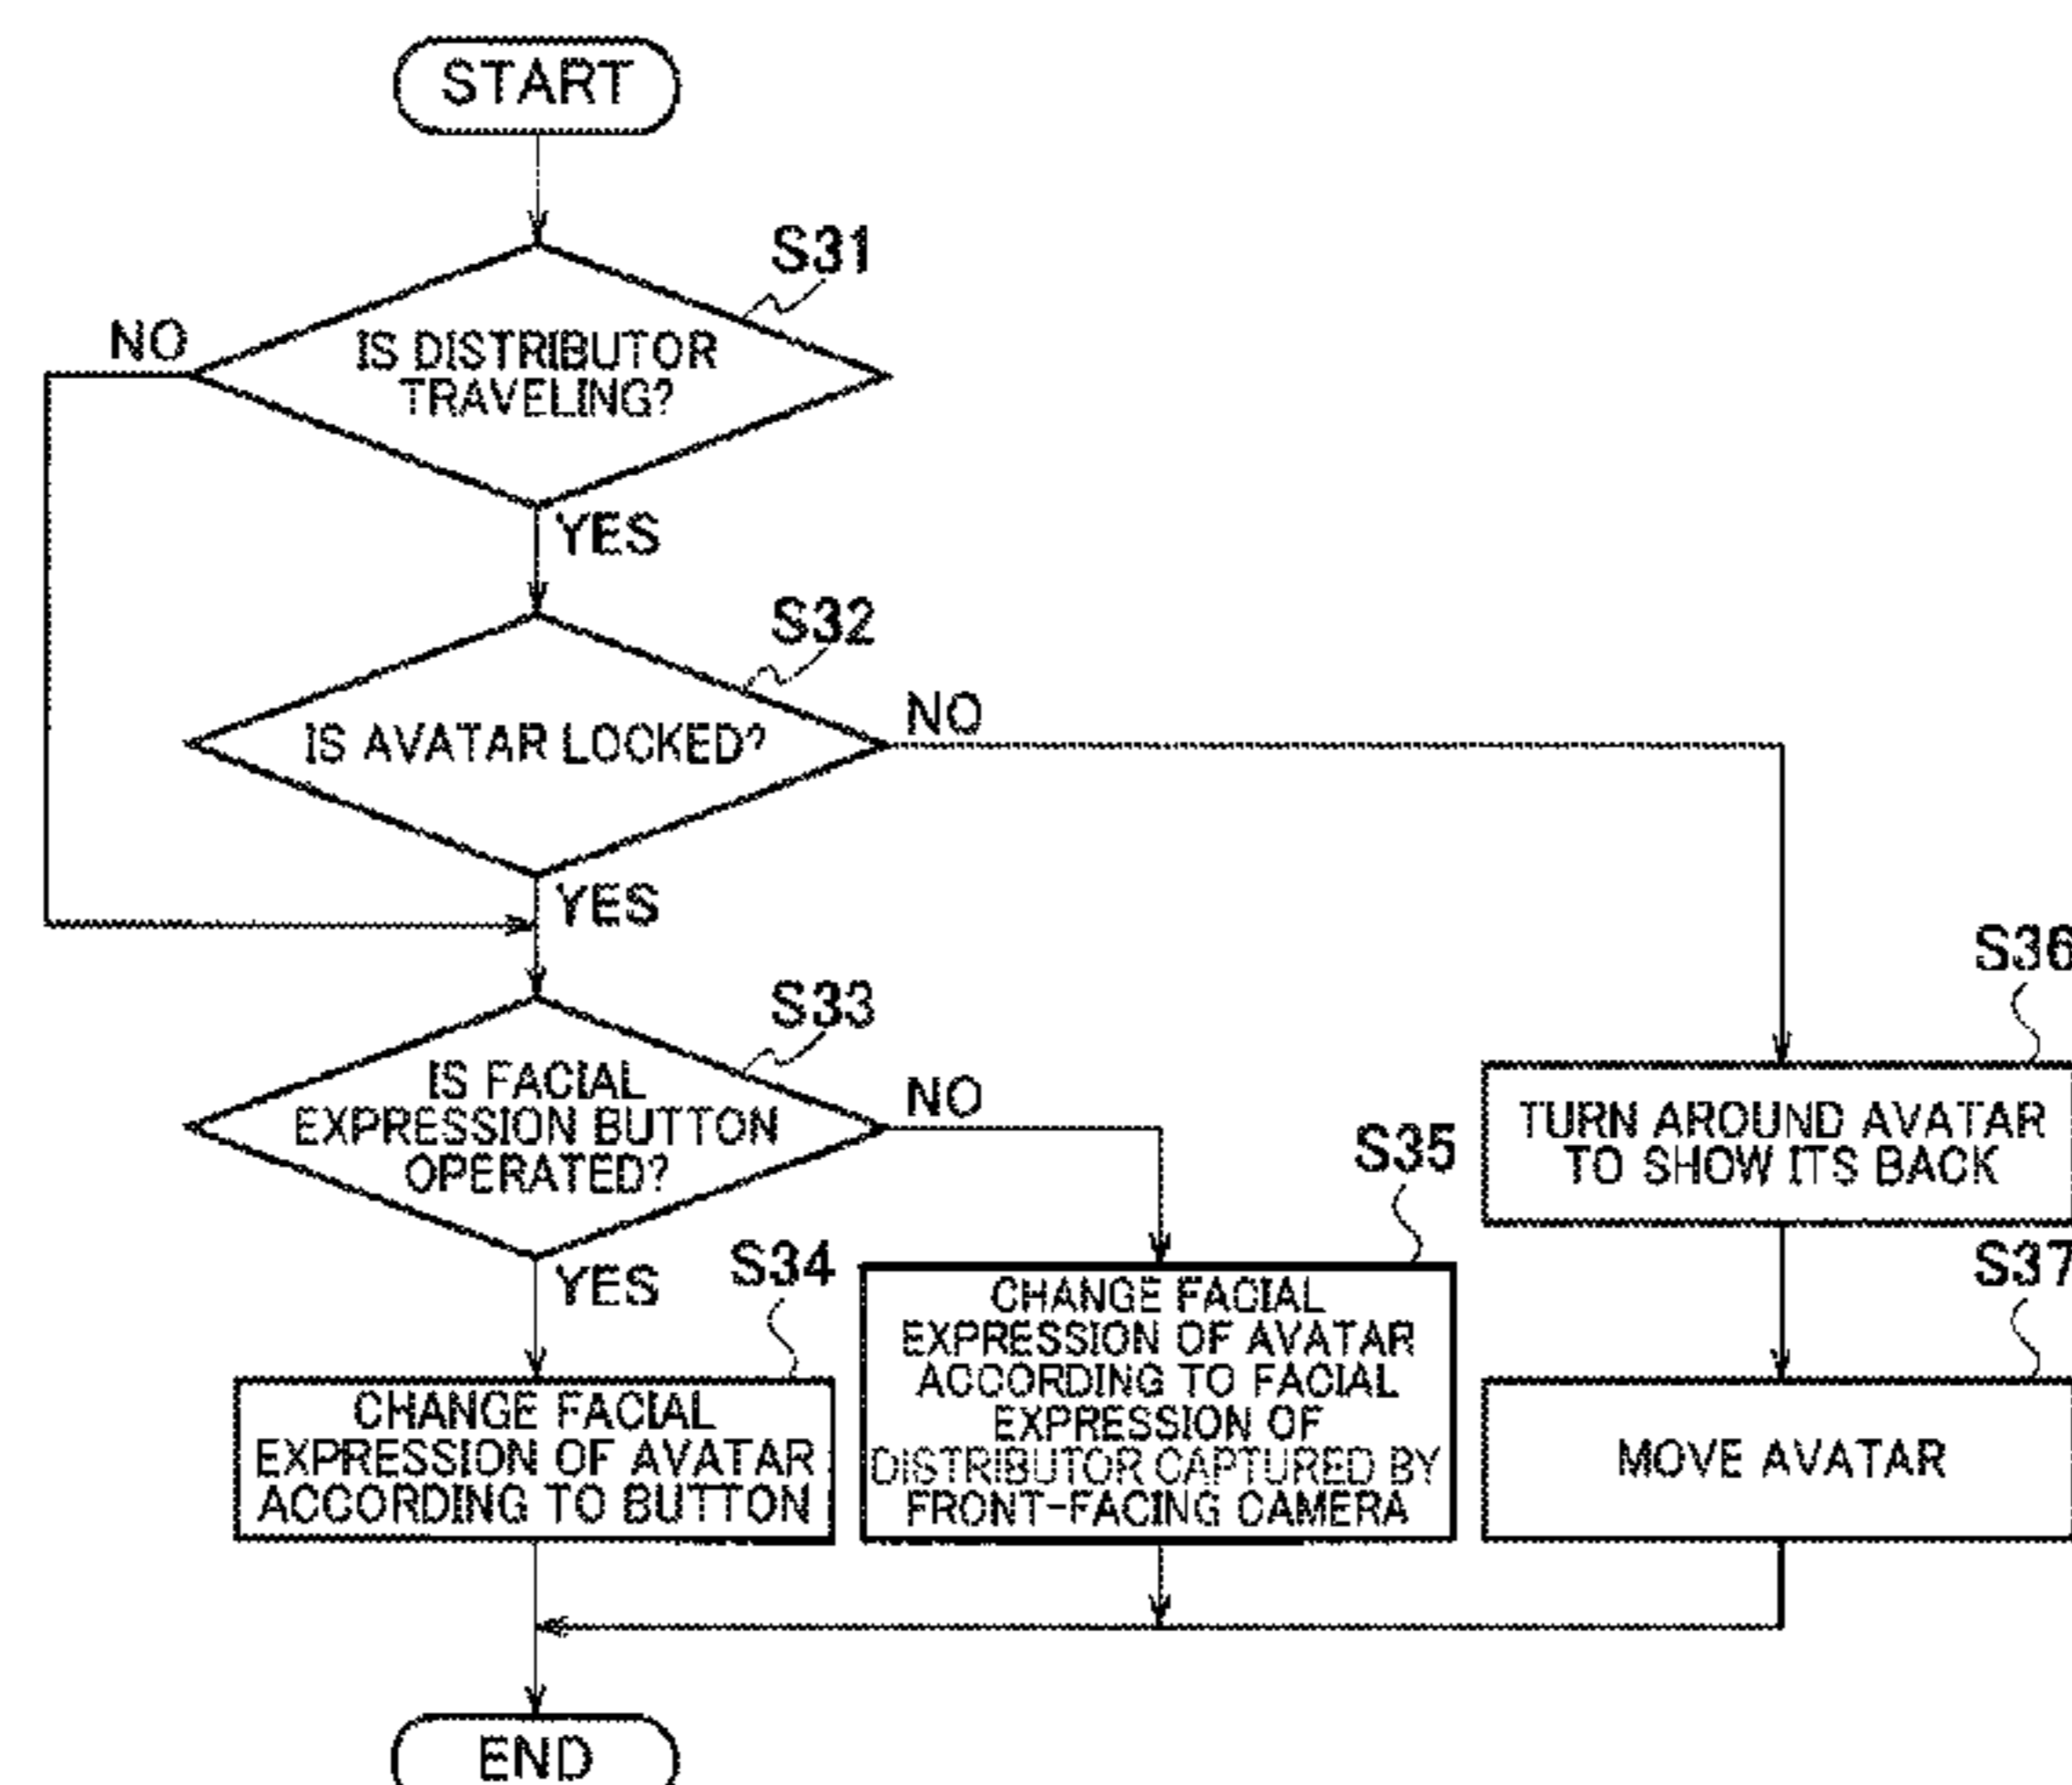 START
S31
NO
IS DISTRIBUTOR
TRAVELING?
YES
S32
NO
IS AVATAR LOCKED?
YES
S33
IS FACIAL
EXPRESSION BUTTON
OPERATED?
NO
YES
S34
CHANGE FACIAL
EXPRESSION OF AVATAR
ACCORDING TO BUTTON
S35
CHANGE FACIAL
EXPRESSION OF AVATAR
ACCORDING TO FACIAL
EXPRESSION OF
DISTRIBUTOR CAPTURED BY
FRONT-FACING CAMERA
S36
TURN AROUND AVATAR
TO SHOW ITS BACK
S37
MOVE AVATAR
END